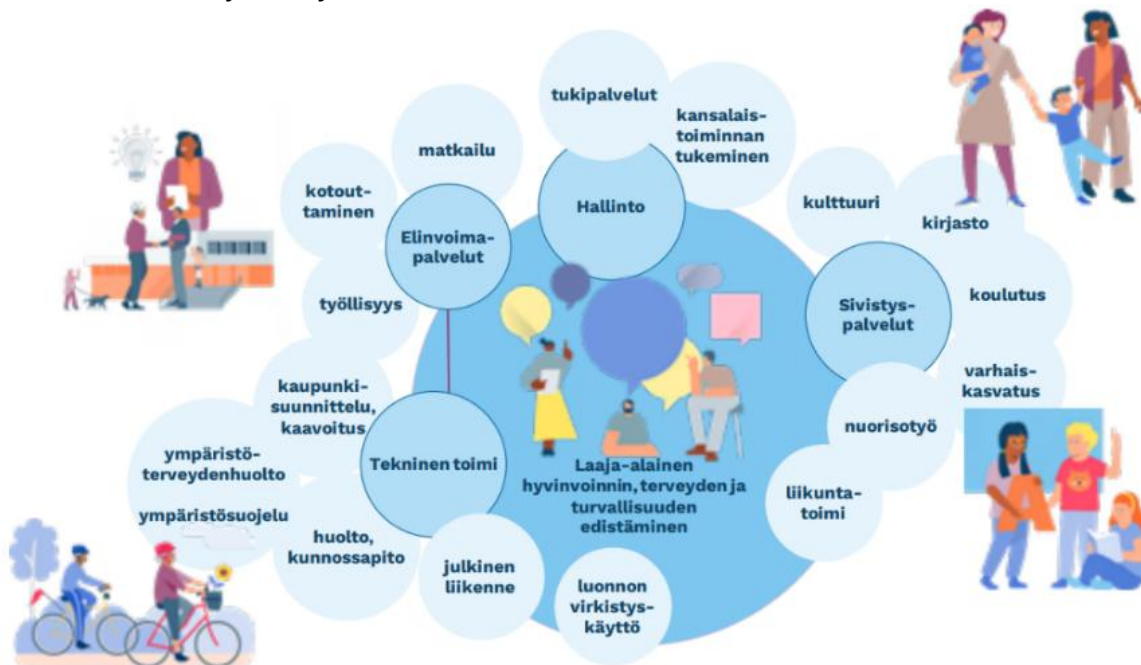 tukipalvelut
kansalais-
toiminnan
tukeminen
matkailu
kotout-
taminen
Hallinto
kulttuuri
kirjasto
Elinvoima-
palvelut
työllisyys
Sivistys-
palvelut
koulutus
varhais-
kasvatus
kaupunki-
suunnittelu,
kaavoitus
nuorisotyö
ympäristö-
terveydenhuolto
ympäristösuojelu
Tekninen toimi
Laaja-alainen
hyvinvoinnin, terveyden ja
turvallisuuden
edistäminen
liikunta-
toimi
huolto,
kunnossapito
julkinen
liikenne
luonnon
virkistys-
käyttö
A